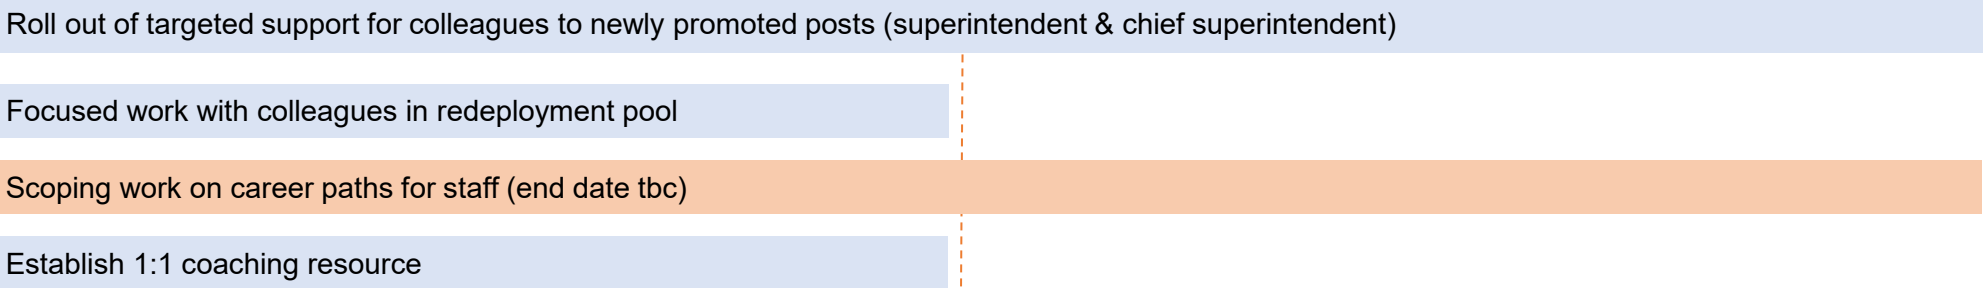 Roll out of targeted support for colleagues to newly promoted posts (superintendent & chief superintendent)
Focused work with colleagues in redeployment pool
Scoping work on career paths for staff (end date tbc)
Establish 1:1 coaching resource